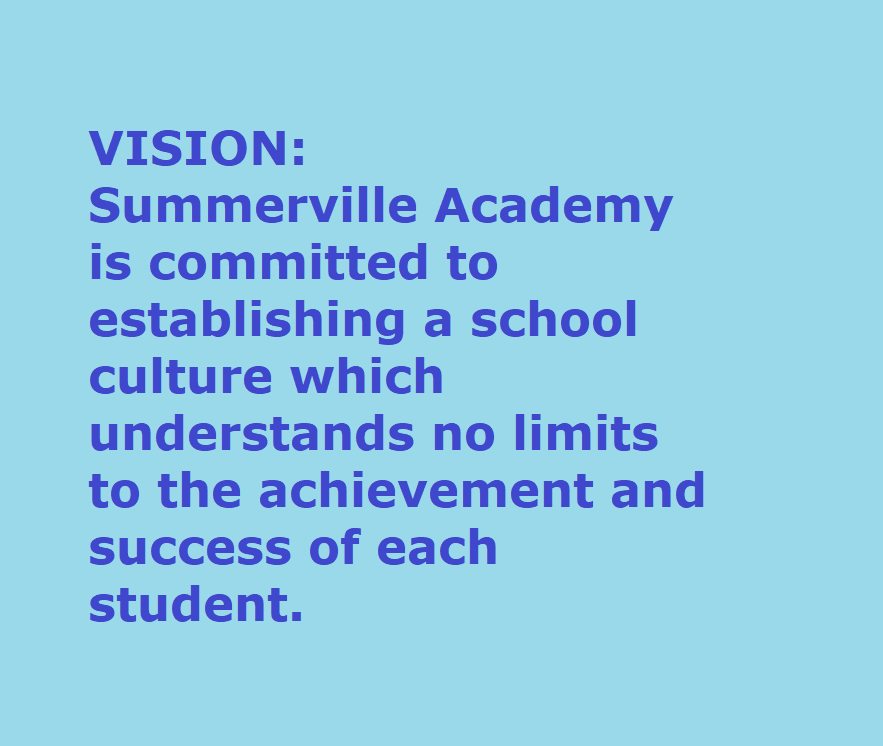 VISION:
Summerville Academy
is committed to
establishing a school
culture which
understands no limits
to the achievement and
success of each
student.